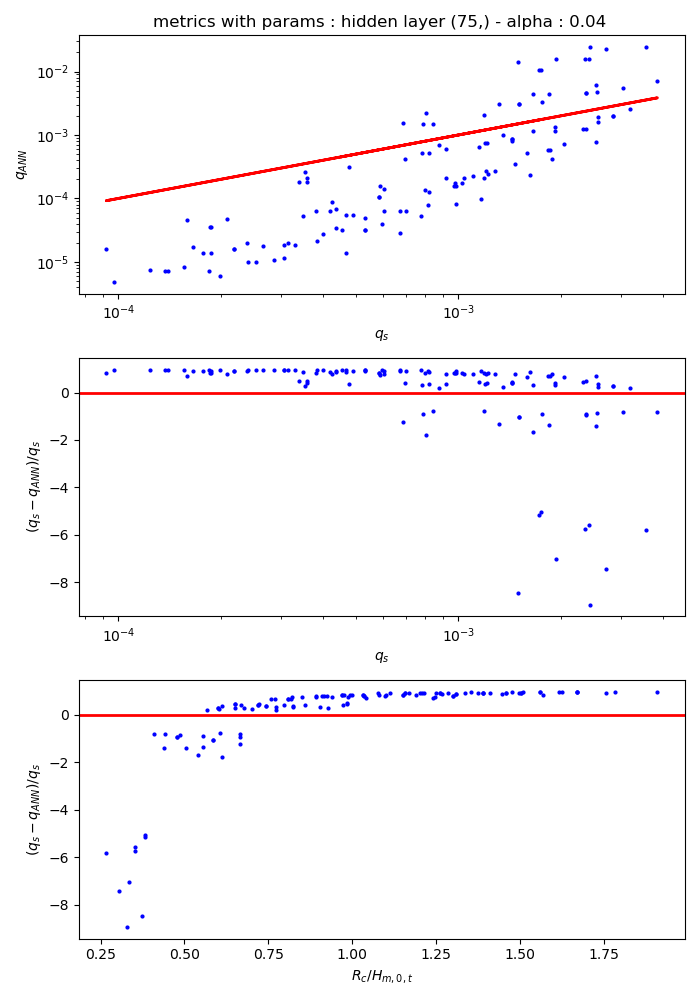 metrics with params : hidden layer (75,) - alpha : 0.04
10⁻²
10⁻³
10⁻⁴
10⁻⁵
q_ANN
10⁻⁴ 10⁻³
q_s
0
−2
−4
−6
−8
(q_s − q_ANN)/q_s
10⁻⁴ 10⁻³
q_s
0
−2
−4
−6
−8
(q_s − q_ANN)/q_s
0.25 0.50 0.75 1.00 1.25 1.50 1.75
R_c/H_m,0,t